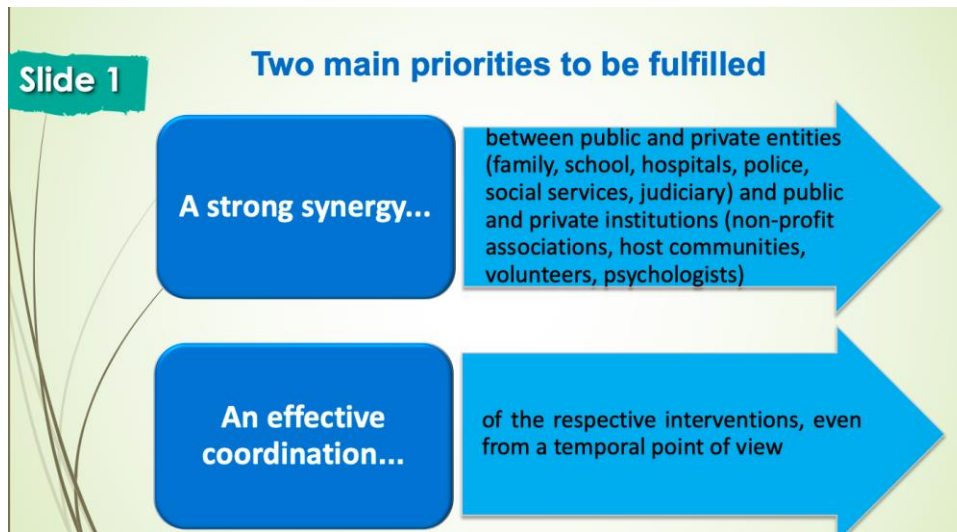 Slide 1
Two main priorities to be fulfilled
A strong synergy...
between public and private entities
(family, school, hospitals, police,
social services, judiciary) and public
and private institutions (non-profit
associations, host communities,
volunteers, psychologists)
An effective
coordination...
of the respective interventions, even
from a temporal point of view